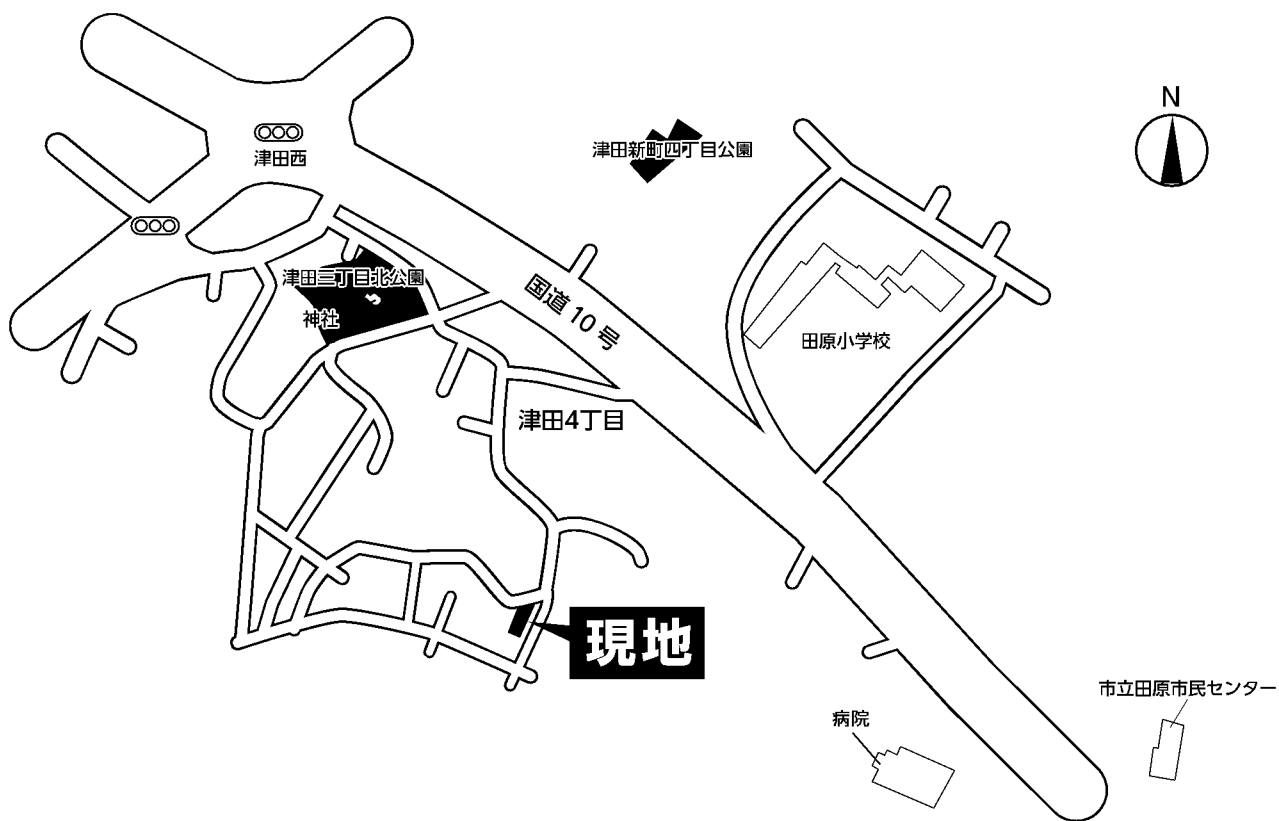 N
津田西
津田新町四丁目公園
津田三丁目北公園
神社
国道10号
田原小学校
津田4丁目
現地
市立田原市民センター
病院